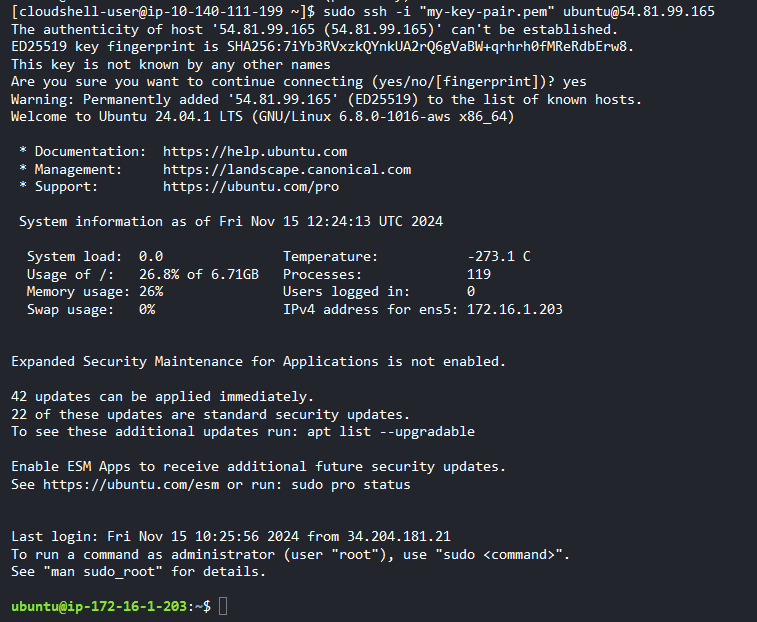 [cloudshell-user@ip-10-140-111-199 ~]$ sudo ssh -i "my-key-pair.pem" ubuntu@54.81.99.165
The authenticity of host '54.81.99.165 (54.81.99.165)' can't be established.
ED25519 key fingerprint is SHA256:7iYb3RVxzkQYnkUA2rQ6gVaBW+qrhrh0fMReRdbErw8.
This key is not known by any other names
Are you sure you want to continue connecting (yes/no/[fingerprint])? yes
Warning: Permanently added '54.81.99.165' (ED25519) to the list of known hosts.
Welcome to Ubuntu 24.04.1 LTS (GNU/Linux 6.8.0-1016-aws x86_64)
* Documentation:  https://help.ubuntu.com
* Management:     https://landscape.canonical.com
* Support:        https://ubuntu.com/pro
System information as of Fri Nov 15 12:24:13 UTC 2024
System load:  0.0               Temperature:           -273.1 C
Usage of /:   26.8% of 6.71GB   Processes:             119
Memory usage: 26%               Users logged in:       0
Swap usage:   0%                IPv4 address for ens5: 172.16.1.203
Expanded Security Maintenance for Applications is not enabled.
42 updates can be applied immediately.
22 of these updates are standard security updates.
To see these additional updates run: apt list --upgradable
Enable ESM Apps to receive additional future security updates.
See https://ubuntu.com/esm or run: sudo pro status
Last login: Fri Nov 15 10:25:56 2024 from 34.204.181.21
To run a command as administrator (user "root"), use "sudo <command>".
See "man sudo_root" for details.
ubuntu@ip-172-16-1-203:~$